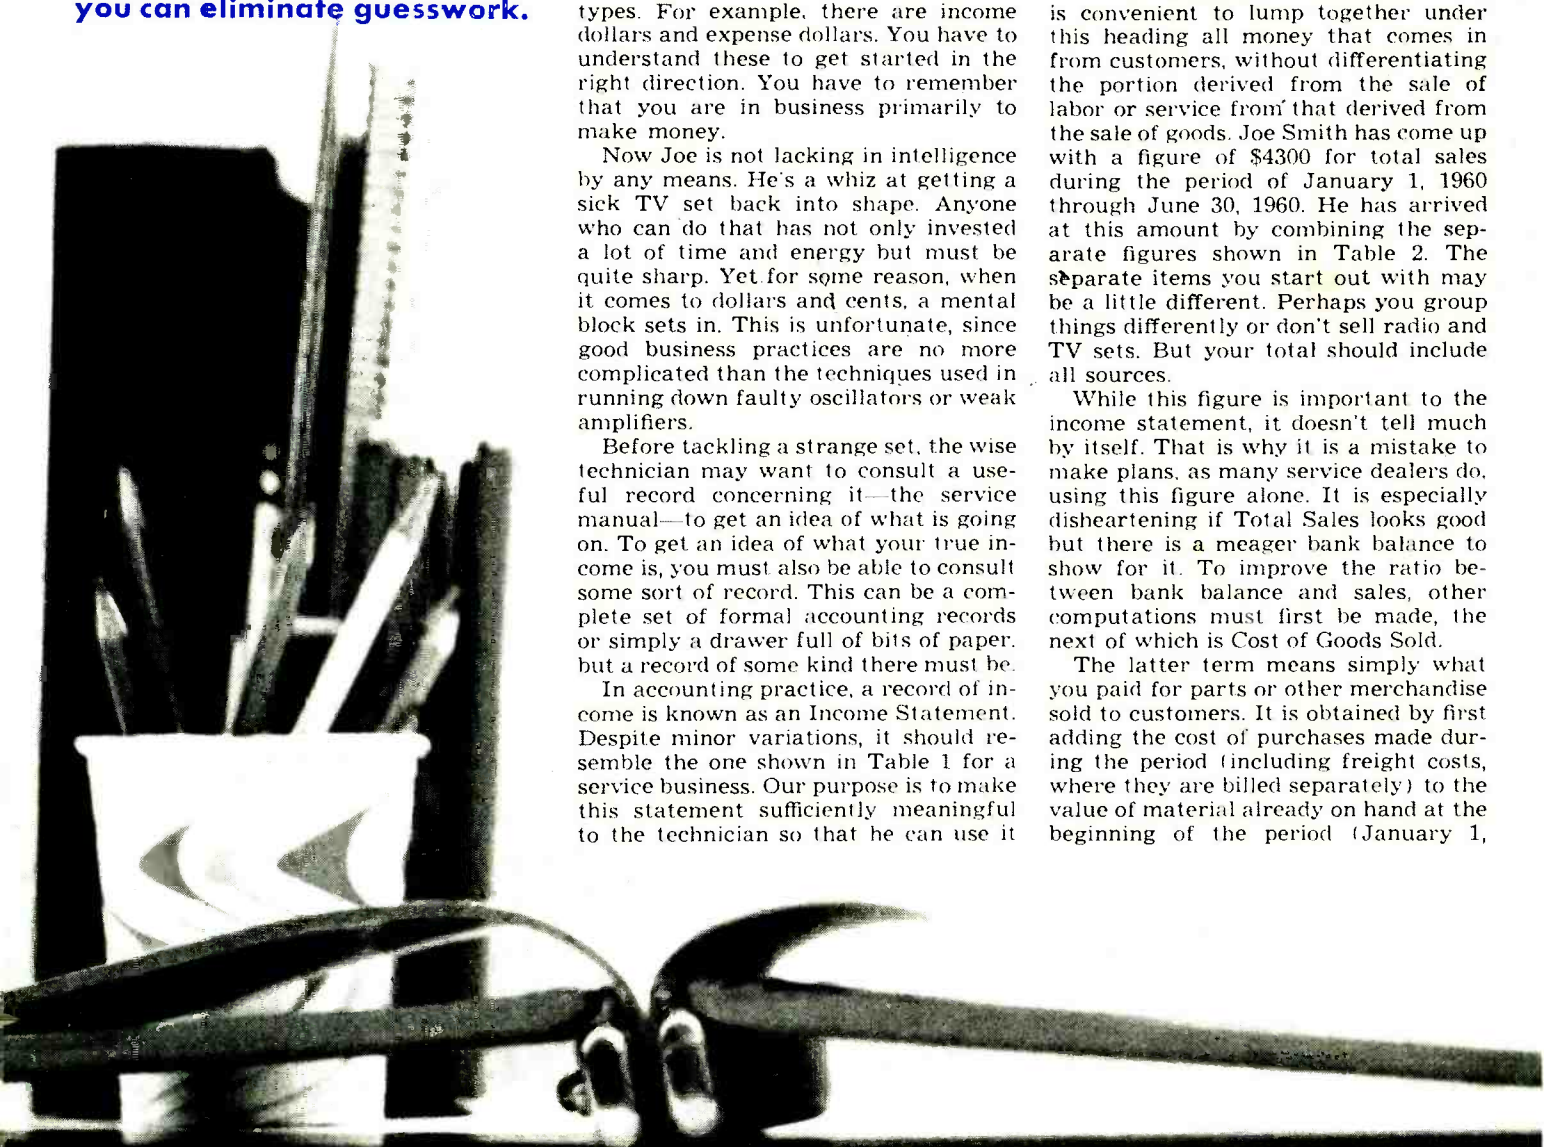 you can eliminate guesswork.
types. For example, there are income
dollars and expense dollars. You have to
understand these to get started in the
right direction. You have to remember
that you are in business primarily to
make money.
Now Joe is not lacking in intelligence
by any means. He's a whiz at getting a
sick TV set back into shape. Anyone
who can do that has not only invested
a lot of time and energy but must be
quite sharp. Yet for some reason, when
it comes to dollars and cents, a mental
block sets in. This is unfortunate, since
good business practices are no more
complicated than the techniques used in
running down faulty oscillators or weak
amplifiers.
Before tackling a strange set, the wise
technician may want to consult a use-
ful record concerning it—the service
manual—to get an idea of what is going
on. To get an idea of what your true in-
come is, you must also be able to consult
some sort of record. This can be a com-
plete set of formal accounting records
or simply a drawer full of bits of paper.
but a record of some kind there must be.
In accounting practice, a record of in-
come is known as an Income Statement.
Despite minor variations, it should re-
semble the one shown in Table 1 for a
service business. Our purpose is to make
this statement sufficiently meaningful
to the technician so that he can use it
is convenient to lump together under
this heading all money that comes in
from customers, without differentiating
the portion derived from the sale of
labor or service from that derived from
the sale of goods. Joe Smith has come up
with a figure of $4300 for total sales
during the period of January 1, 1960
through June 30, 1960. He has arrived
at this amount by combining the sep-
arate figures shown in Table 2. The
separate items you start out with may
be a little different. Perhaps you group
things differently or don't sell radio and
TV sets. But your total should include
all sources.
While this figure is important to the
income statement, it doesn't tell much
by itself. That is why it is a mistake to
make plans, as many service dealers do,
using this figure alone. It is especially
disheartening if Total Sales looks good
but there is a meager bank balance to
show for it. To improve the ratio be-
tween bank balance and sales, other
computations must first be made, the
next of which is Cost of Goods Sold.
The latter term means simply what
you paid for parts or other merchandise
sold to customers. It is obtained by first
adding the cost of purchases made dur-
ing the period (including freight costs,
where they are billed separately) to the
value of material already on hand at the
beginning of the period (January 1,